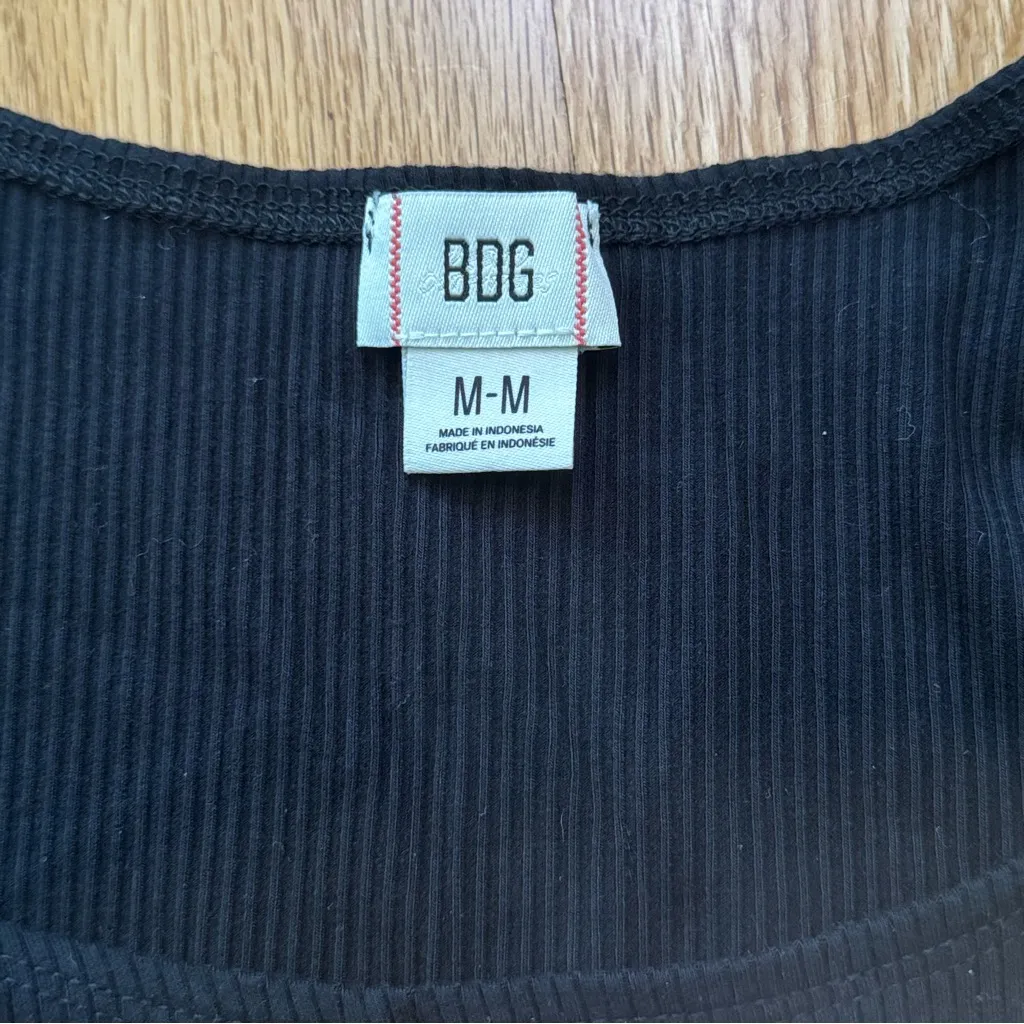 BDG
M-M
MADE IN INDONESIA
FABRIQUÉ EN INDONÉSIE